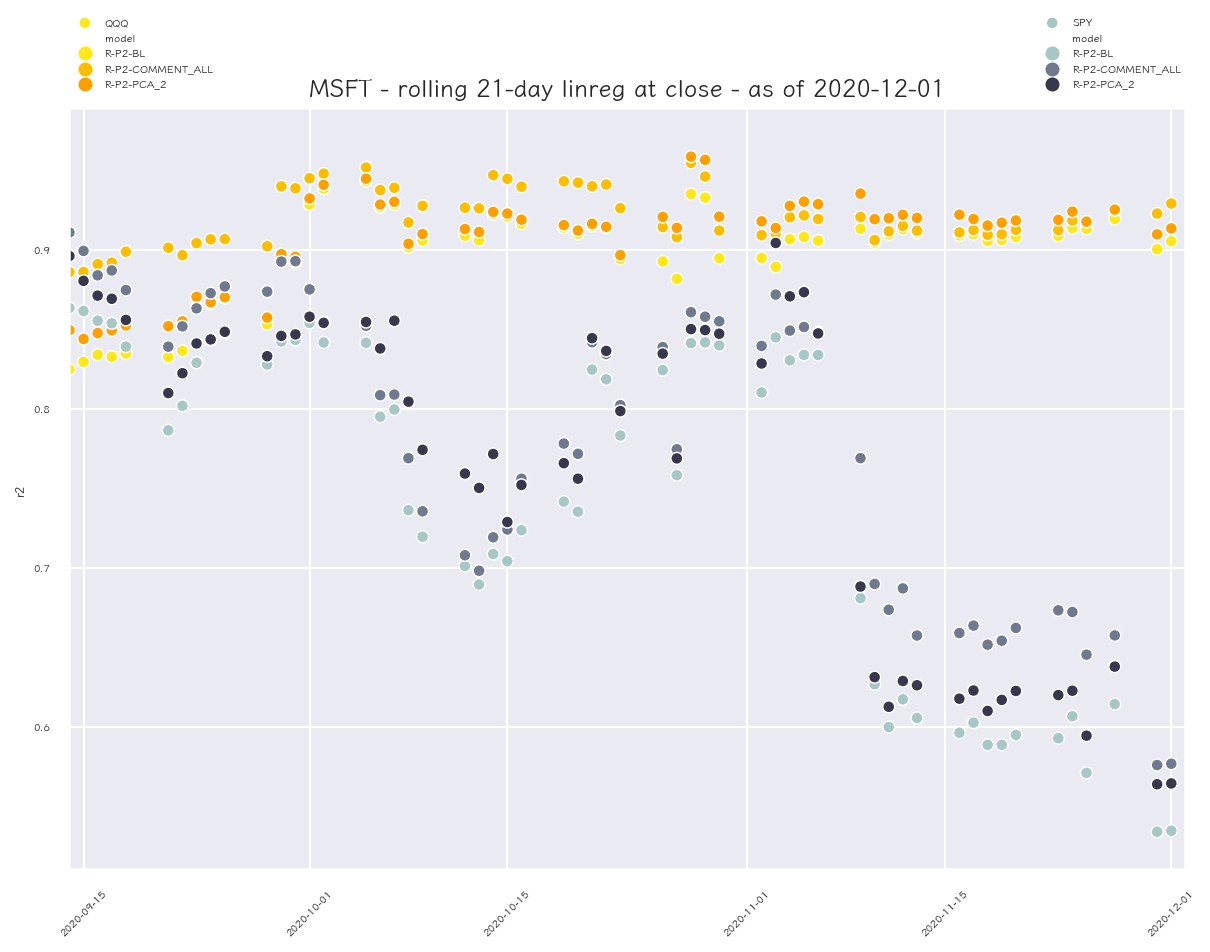 QQQ
model
R-P2-BL
R-P2-COMMENT_ALL
R-P2-PCA_2
SPY
model
R-P2-BL
R-P2-COMMENT_ALL
R-P2-PCA_2
MSFT - rolling 21-day linreg at close - as of 2020-12-01
r2
0.9
0.8
0.7
0.6
2020-09-15
2020-10-01
2020-10-15
2020-11-01
2020-11-15
2020-12-01